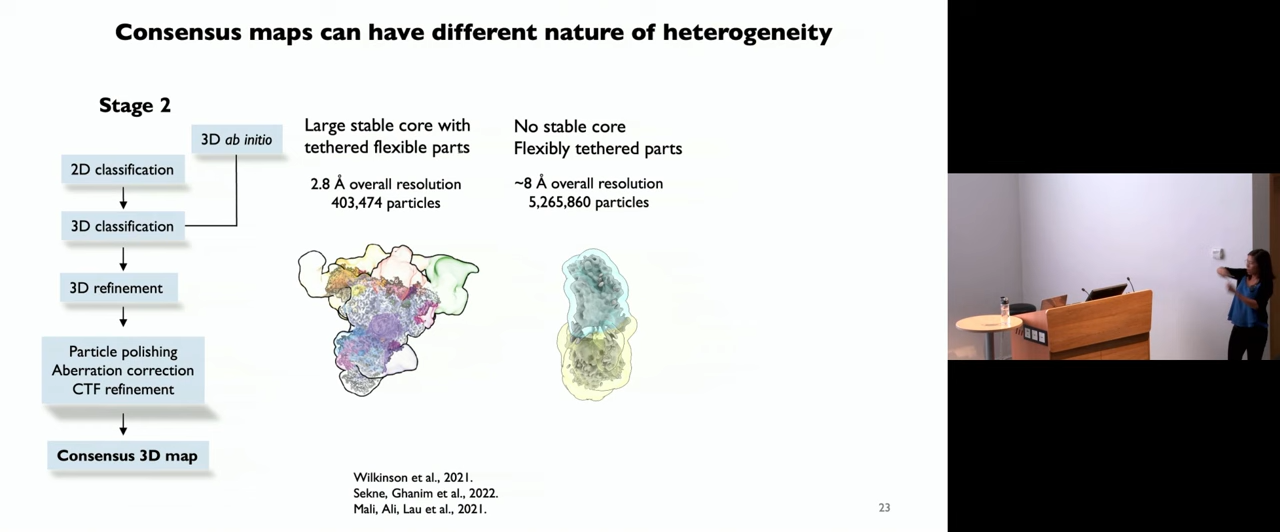 Consensus maps can have different nature of heterogeneity
Stage 2
3D ab initio
2D classification
3D classification
3D refinement
Particle polishing
Aberration correction
CTF refinement
Consensus 3D map
Large stable core with
tethered flexible parts
2.8 Å overall resolution
403,474 particles
No stable core
Flexibly tethered parts
~8 Å overall resolution
5,265,860 particles
Wilkinson et al., 2021.
Sekne, Ghanim et al., 2022.
Mali, Ali, Lau et al., 2021.
23